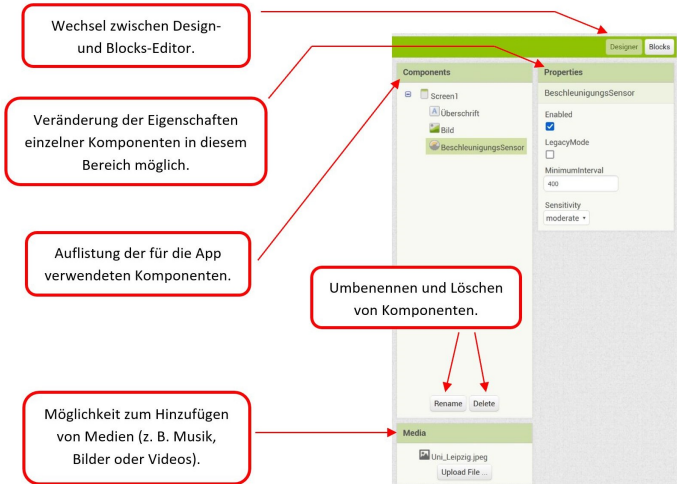 Wechsel zwischen Design-
und Blocks-Editor.
Designer Blocks
Components
Properties
Screen1
Überschrift
Bild
BeschleunigungsSensor
BeschleunigungsSensor
Enabled
LegacyMode
MinimumInterval
400
Sensitivity
moderate
Veränderung der Eigenschaften
einzelner Komponenten in diesem
Bereich möglich.
Auflistung der für die App
verwendeten Komponenten.
Umbenennen und Löschen
von Komponenten.
Rename Delete
Möglichkeit zum Hinzufügen
von Medien (z. B. Musik,
Bilder oder Videos).
Media
Uni_Leipzig.jpeg
Upload File ...